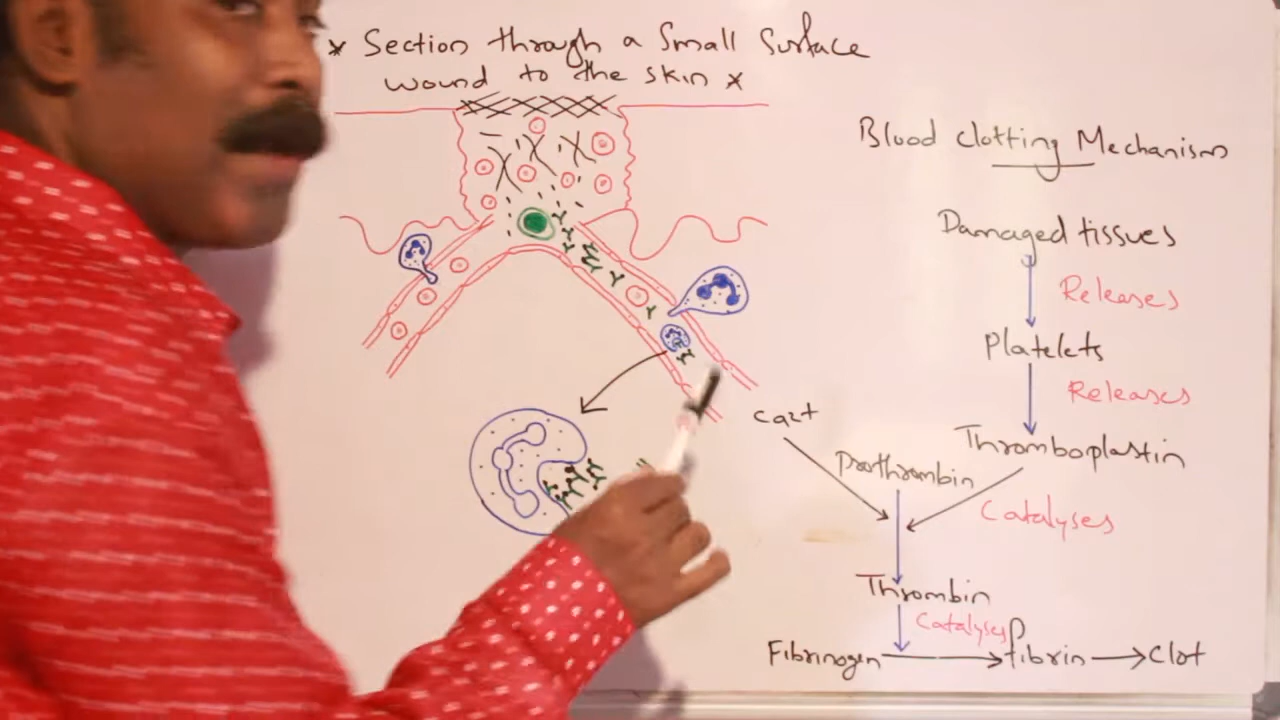 * Section through a Small Surface
wound to the skin *
Blood Clotting Mechanism
Damaged tissues
Releases
Platelets
Releases
Thromboplastin
Ca2+
Prothrombin
Catalyses
Thrombin
Catalyses
Fibrinogen → fibrin → Clot